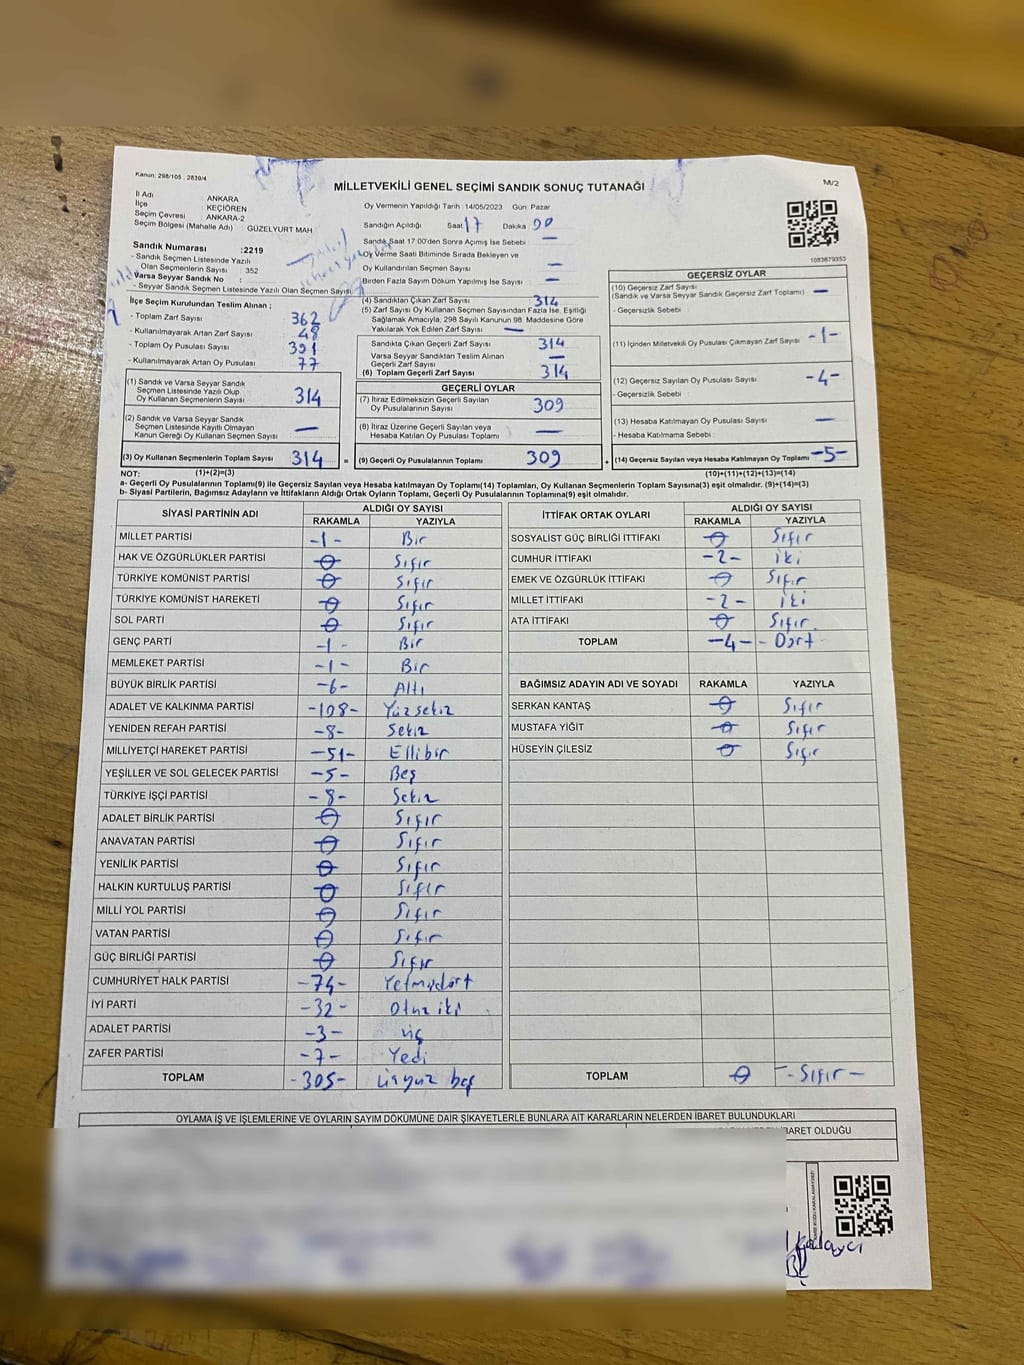 Kanun: 298/105 , 2839/4
MİLLETVEKİLİ GENEL SEÇİMİ SANDIK SONUÇ TUTANAĞI
M/2
İl Adı : ANKARA
İlçe : KEÇİÖREN
Seçim Çevresi : ANKARA-2
Seçim Bölgesi (Mahalle Adı) GÜZELYURT MAH
Sandık Numarası :2219
- Sandık Seçmen Listesinde Yazılı
Olan Seçmenlerin Sayısı : 352
Varsa Seyyar Sandık No :
- Seyyar Sandık Seçmen Listesinde Yazılı Olan Seçmen Sayısı
Oy Vermenin Yapıldığı Tarih : 14/05/2023 Gün: Pazar
Sandığın Açıldığı Saat 17 Dakika 00
Sandık Saat 17:00'den Sonra Açılmış İse Sebebi —
Oy Verme Saati Bitiminde Sırada Bekleyen ve
Oy Kullandırılan Seçmen Sayısı —
Birden Fazla Sayım Döküm Yapılmış İse Sayısı —
1083679353
İlçe Seçim Kurulundan Teslim Alınan ;
- Toplam Zarf Sayısı 362
- Kullanılmayarak Artan Zarf Sayısı 48
- Toplam Oy Pusulası Sayısı 391
- Kullanılmayarak Artan Oy Pusulası 77
(1) Sandık ve Varsa Seyyar Sandık
Seçmen Listesinde Yazılı Olup
Oy Kullanan Seçmenlerin Sayısı 314
(2) Sandık ve Varsa Seyyar Sandık
Seçmen Listesinde Kayıtlı Olmayan
Kanun Gereği Oy Kullanan Seçmen Sayısı —
(3) Oy Kullanan Seçmenlerin Toplam Sayısı 314 =
(4) Sandıktan Çıkan Zarf Sayısı 314
(5) Zarf Sayısı Oy Kullanan Seçmen Sayısından Fazla İse, Eşitliği
Sağlamak Amacıyla, 298 Sayılı Kanunun 98. Maddesine Göre
Yakılarak Yok Edilen Zarf Sayısı —
Sandıkta Çıkan Geçerli Zarf Sayısı 314
Varsa Seyyar Sandıktan Teslim Alınan
Geçerli Zarf Sayısı —
(6) Toplam Geçerli Zarf Sayısı 314
GEÇERLİ OYLAR
(7) İtiraz Edilmeksizin Geçerli Sayılan
Oy Pusulalarının Sayısı 309
(8) İtiraz Üzerine Geçerli Sayılan veya
Hesaba Katılan Oy Pusulası Toplamı —
(9) Geçerli Oy Pusulalarının Toplamı 309 +
GEÇERSİZ OYLAR
(10) Geçersiz Zarf Sayısı
(Sandık ve Varsa Seyyar Sandık Geçersiz Zarf Toplamı) —
- Geçersizlik Sebebi :
(11) İçinden Milletvekili Oy Pusulası Çıkmayan Zarf Sayısı -1-
(12) Geçersiz Sayılan Oy Pusulası Sayısı -4-
- Geçersizlik Sebebi :
(13) Hesaba Katılmayan Oy Pusulası Sayısı —
- Hesaba Katılmama Sebebi :
(14) Geçersiz Sayılan veya Hesaba Katılmayan Oy Toplamı -5-
NOT: (1)+(2)=(3) (10)+(11)+(12)+(13)=(14)
a- Geçerli Oy Pusulalarının Toplamı(9) ile Geçersiz Sayılan veya Hesaba Katılmayan Oy Toplamı(14) Toplamları, Oy Kullanan Seçmenlerin Toplam Sayısına(3) eşit olmalıdır. (9)+(14)=(3)
b- Siyasi Partilerin, Bağımsız Adayların ve İttifakların Aldığı Ortak Oyların Toplamı, Geçerli Oy Pusulalarının Toplamına(9) eşit olmalıdır.
SİYASİ PARTİNİN ADI ALDIĞI OY SAYISI
RAKAMLA YAZIYLA
MİLLET PARTİSİ -1- Bir
HAK VE ÖZGÜRLÜKLER PARTİSİ 0 Sıfır
TÜRKİYE KOMÜNİST PARTİSİ 0 Sıfır
TÜRKİYE KOMÜNİST HAREKETİ 0 Sıfır
SOL PARTİ 0 Sıfır
GENÇ PARTİ -1- Bir
MEMLEKET PARTİSİ -1- Bir
BÜYÜK BİRLİK PARTİSİ -6- Altı
ADALET VE KALKINMA PARTİSİ -108- Yüzsekiz
YENİDEN REFAH PARTİSİ -8- Sekiz
MİLLİYETÇİ HAREKET PARTİSİ -51- Ellibir
YEŞİLLER VE SOL GELECEK PARTİSİ -5- Beş
TÜRKİYE İŞÇİ PARTİSİ -8- Sekiz
ADALET BİRLİK PARTİSİ 0 Sıfır
ANAVATAN PARTİSİ 0 Sıfır
YENİLİK PARTİSİ 0 Sıfır
HALKIN KURTULUŞ PARTİSİ 0 Sıfır
MİLLİ YOL PARTİSİ 0 Sıfır
VATAN PARTİSİ 0 Sıfır
GÜÇ BİRLİĞİ PARTİSİ 0 Sıfır
CUMHURİYET HALK PARTİSİ -74- Yetmişdört
İYİ PARTİ -32- Otuz iki
ADALET PARTİSİ -3- üç
ZAFER PARTİSİ -7- Yedi
TOPLAM -305- üçyüz beş
İTTİFAK ORTAK OYLARI ALDIĞI OY SAYISI
RAKAMLA YAZIYLA
SOSYALİST GÜÇ BİRLİĞİ İTTİFAKI 0 Sıfır
CUMHUR İTTİFAKI -2- iki
EMEK VE ÖZGÜRLÜK İTTİFAKI 0 Sıfır
MİLLET İTTİFAKI -2- iki
ATA İTTİFAKI 0 Sıfır
TOPLAM -4- - Dört
BAĞIMSIZ ADAYIN ADI VE SOYADI RAKAMLA YAZIYLA
SERKAN KANTAŞ 0 Sıfır
MUSTAFA YİĞİT 0 Sıfır
HÜSEYİN ÇİLESİZ 0 Sıfır
TOPLAM 0 - Sıfır -
OYLAMA İŞ VE İŞLEMLERİNE VE OYLARIN SAYIM DÖKÜMÜNE DAİR ŞİKAYETLERLE BUNLARA AİT KARARLARIN NELERDEN İBARET BULUNDUKLARI
İBARET OLDUĞU